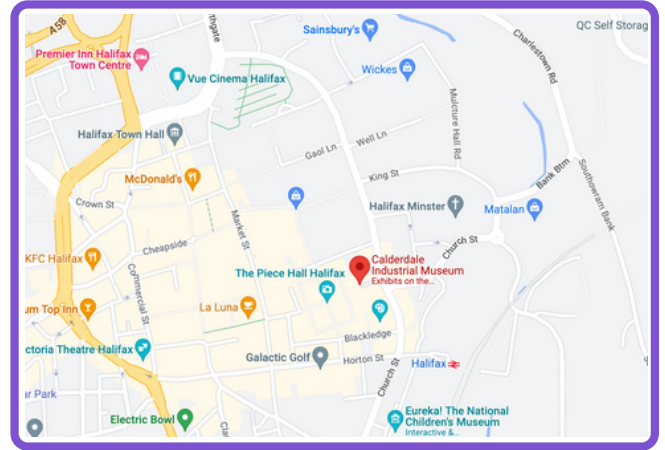 A58
thgate
Sainsbury's
QC Self Storag
Charlestown Rd
Premier Inn Halifax
Town Centre
Vue Cinema Halifax
Wickes
Mulcture Hall Rd
Halifax Town Hall
Well Ln
Gaol Ln
McDonald's
King St
Bank Btm
Southowram Bank
Crown St
Market St
Halifax Minster
Matalan
Cheapside
Church St
KFC Halifax
Commercial St
Calderdale
Industrial Museum
Exhibits on the...
The Piece Hall Halifax
um Top Inn
La Luna
Blackledge
ctoria Theatre Halifax
Galactic Golf
Horton St
Halifax
Church St
ar Park
Electric Bowl
Cla
Eureka! The National
Children's Museum
Interactive &...